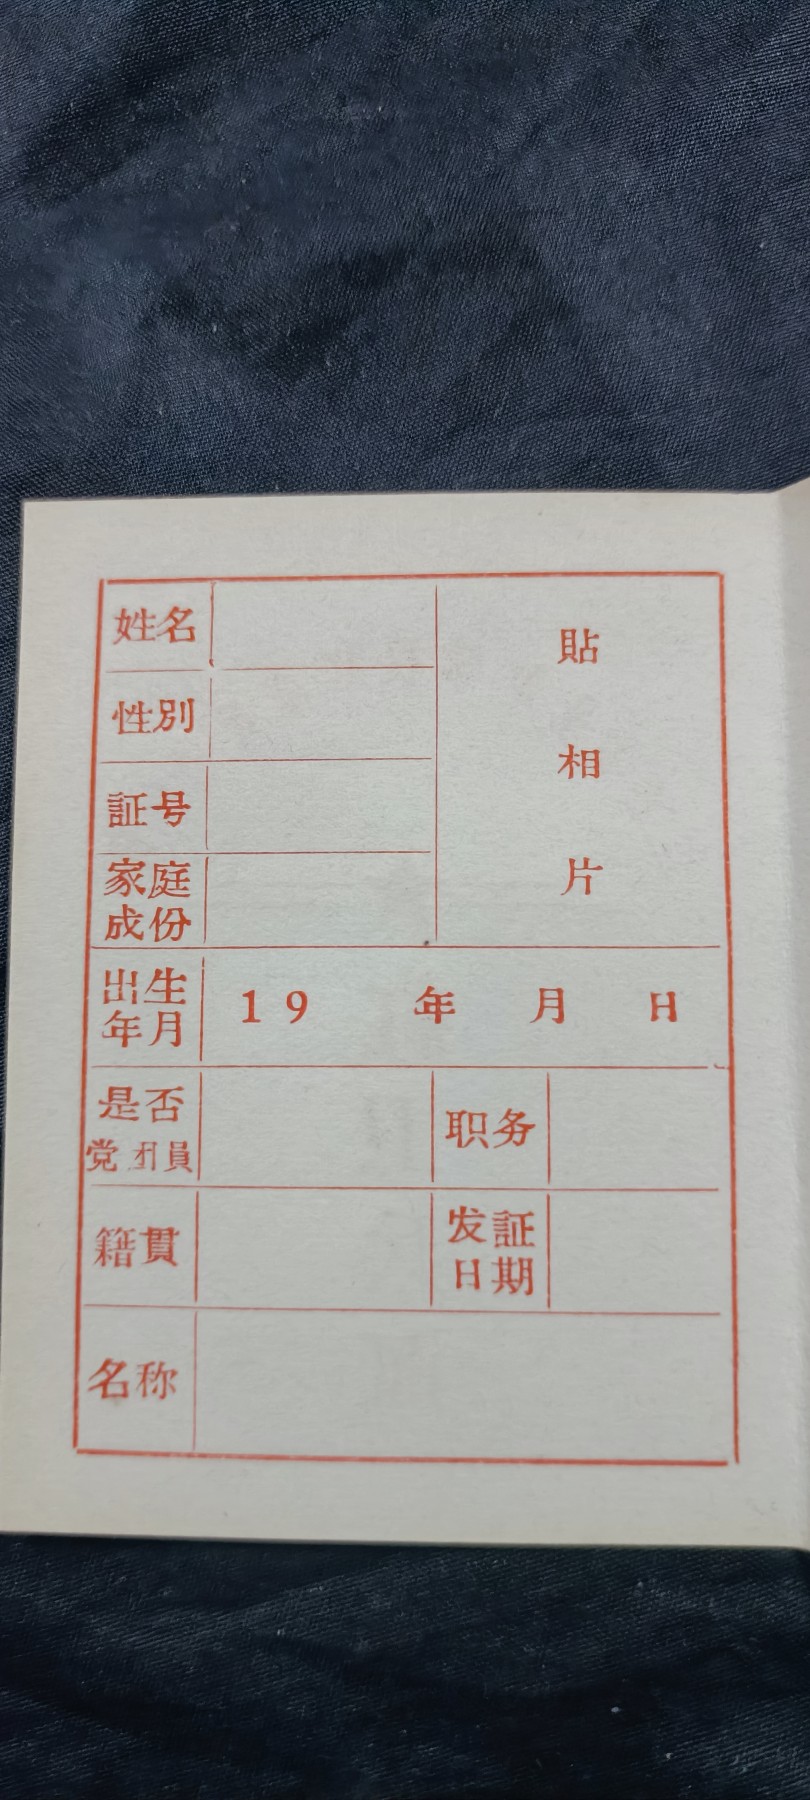 姓名
貼
相
片
性別
証号
家庭
成份
出生
年月
19 年 月 日
是否
党团員
职务
籍貫
发証
日期
名称